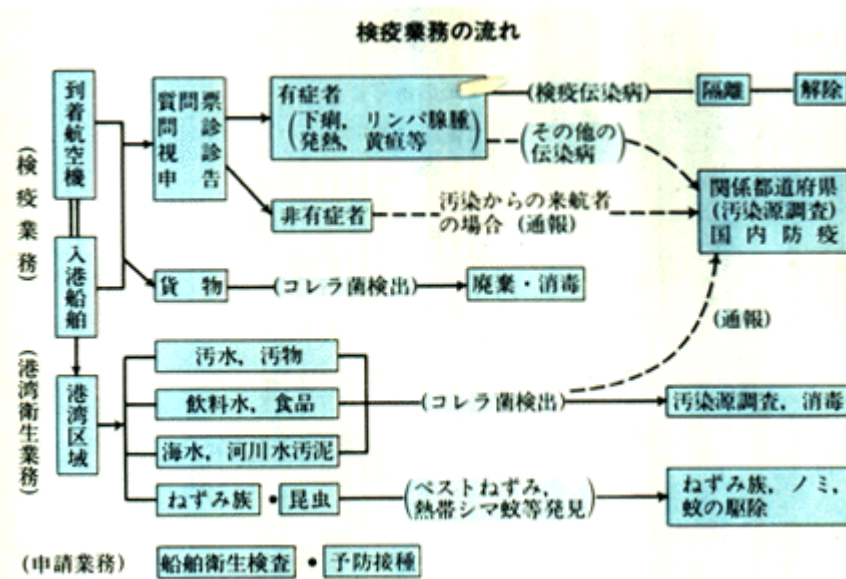 検疫業務の流れ
(検疫業務)
到着航空機
入港船舶
質問票
問診
視診
申告
有症者
(下痢，リンパ腺腫
発熱，黄疸等)
(検疫伝染病)
隔離
解除
(その他の
伝染病)
非有症者
汚染からの来航者
の場合 (通報)
関係都道府県
(汚染源調査)
国内防疫
貨物
(コレラ菌検出)
廃棄・消毒
(通報)
(港湾衛生業務)
港湾区域
汚水，汚物
飲料水，食品
海水，河川水汚泥
(コレラ菌検出)
汚染源調査，消毒
ねずみ族・昆虫
(ペストねずみ，
熱帯シマ蚊等発見)
ねずみ族，ノミ，
蚊の駆除
(申請業務) 船舶衛生検査・予防接種